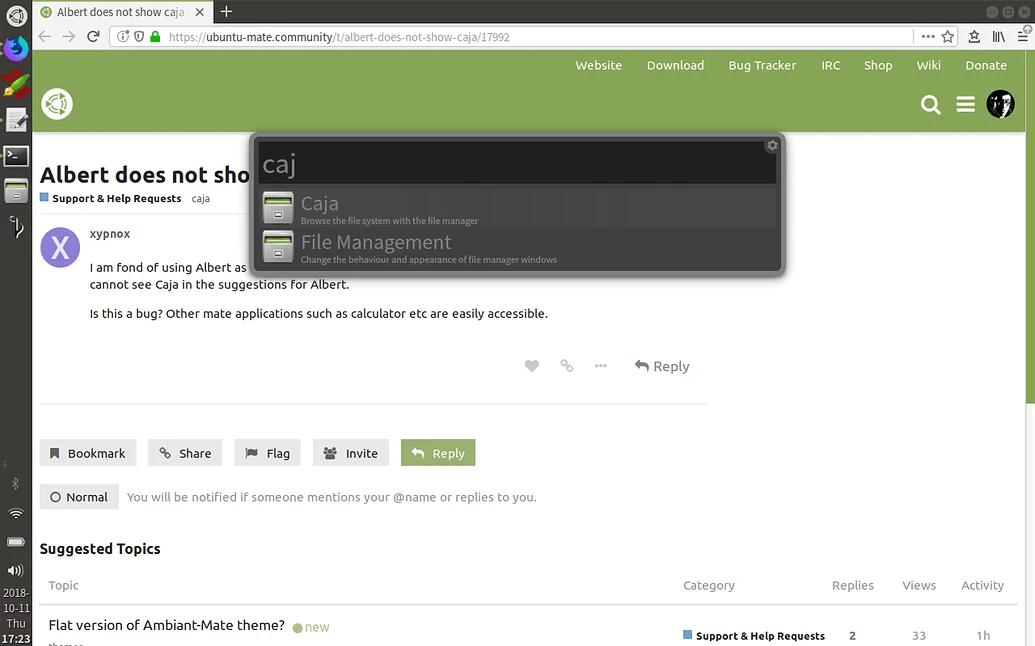 Albert does not show caja
https://ubuntu-mate.community/t/albert-does-not-show-caja/17992
Website Download Bug Tracker IRC Shop Wiki Donate
caj
Caja
Browse the file system with the file manager
File Management
Change the behaviour and appearance of file manager windows
Albert does not sho
Support & Help Requests caja
X
xypnox
I am fond of using Albert as
cannot see Caja in the suggestions for Albert.
Is this a bug? Other mate applications such as calculator etc are easily accessible.
Reply
Bookmark Share Flag Invite Reply
Normal You will be notified if someone mentions your @name or replies to you.
Suggested Topics
Topic Category Replies Views Activity
Flat version of Ambiant-Mate theme? new
Support & Help Requests 2 33 1h
2018-
10-11
Thu
17:23